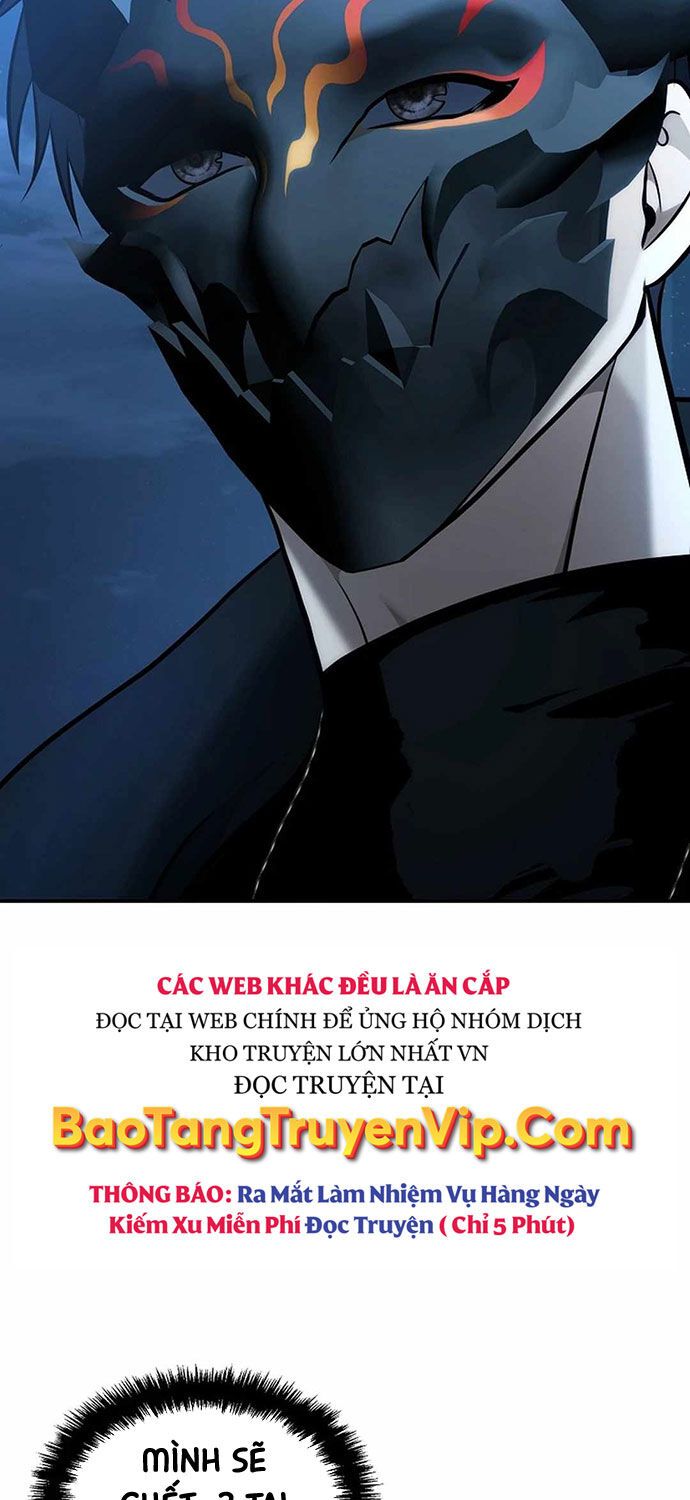 CÁC WEB KHÁC ĐỀU LÀ ĂN CẮP
ĐỌC TẠI WEB CHÍNH ĐỂ ỦNG HỘ NHÓM DỊCH
KHO TRUYỆN LỚN NHẤT VN
ĐỌC TRUYỆN TẠI
BaoTangTruyenVip.Com
THÔNG BÁO: Ra Mắt Làm Nhiệm Vụ Hàng Ngày
Kiếm Xu Miễn Phí Đọc Truyện ( Chỉ 5 Phút)
MÌNH SẼ
CHẾT, ? TẠI